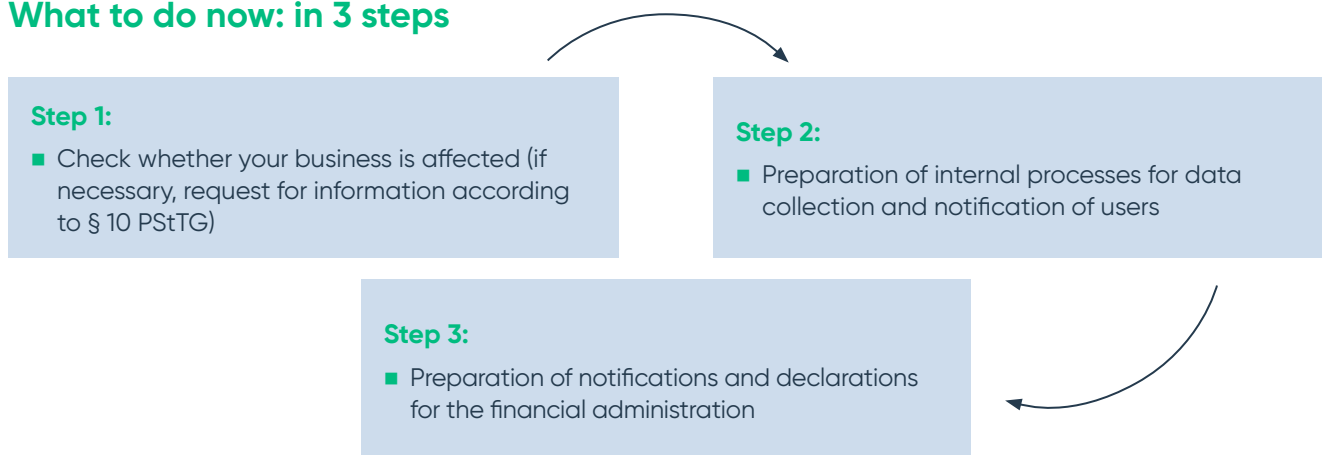 What to do now: in 3 steps
Step 1:
■ Check whether your business is affected (if
necessary, request for information according
to § 10 PStTG)
Step 2:
■ Preparation of internal processes for data
collection and notification of users
Step 3:
■ Preparation of notifications and declarations
for the financial administration